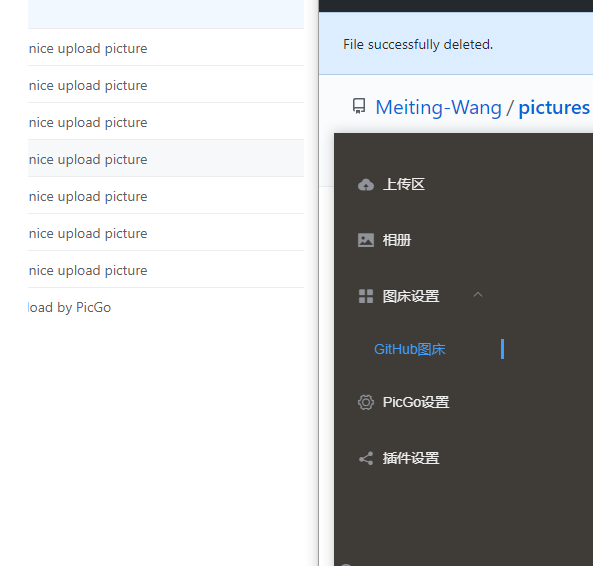 nice upload picture
nice upload picture
nice upload picture
nice upload picture
nice upload picture
nice upload picture
nice upload picture
load by PicGo
File successfully deleted.
Meiting-Wang / pictures
上传区
相册
图床设置
GitHub图床
PicGo设置
插件设置